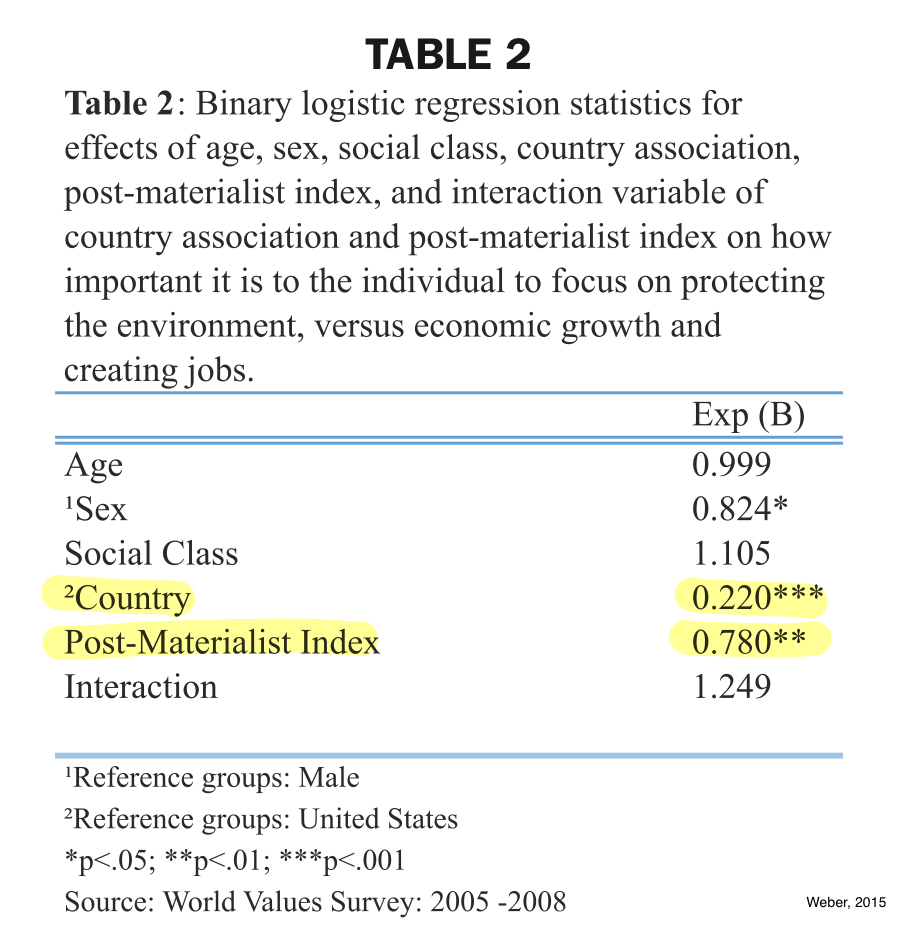 TABLE 2
Table 2: Binary logistic regression statistics for
effects of age, sex, social class, country association,
post-materialist index, and interaction variable of
country association and post-materialist index on how
important it is to the individual to focus on protecting
the environment, versus economic growth and
creating jobs.
Exp (B)
Age 0.999
¹Sex 0.824*
Social Class 1.105
²Country 0.220***
Post-Materialist Index 0.780**
Interaction 1.249
¹Reference groups: Male
²Reference groups: United States
*p<.05; **p<.01; ***p<.001
Source: World Values Survey: 2005 -2008
Weber, 2015